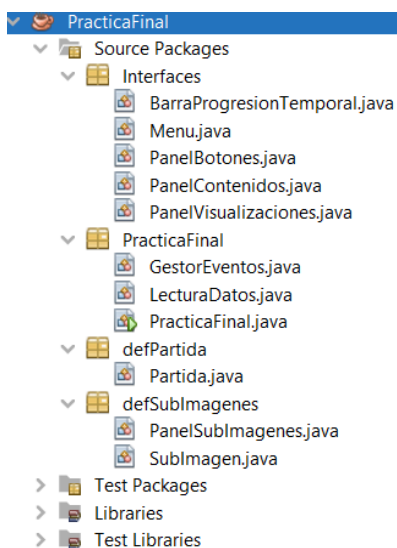 PracticaFinal
Source Packages
Interfaces
BarraProgresionTemporal.java
Menu.java
PanelBotones.java
PanelContenidos.java
PanelVisualizaciones.java
PracticaFinal
GestorEventos.java
LecturaDatos.java
PracticaFinal.java
defPartida
Partida.java
defSubImagenes
PanelSubImagenes.java
SubImagen.java
Test Packages
Libraries
Test Libraries